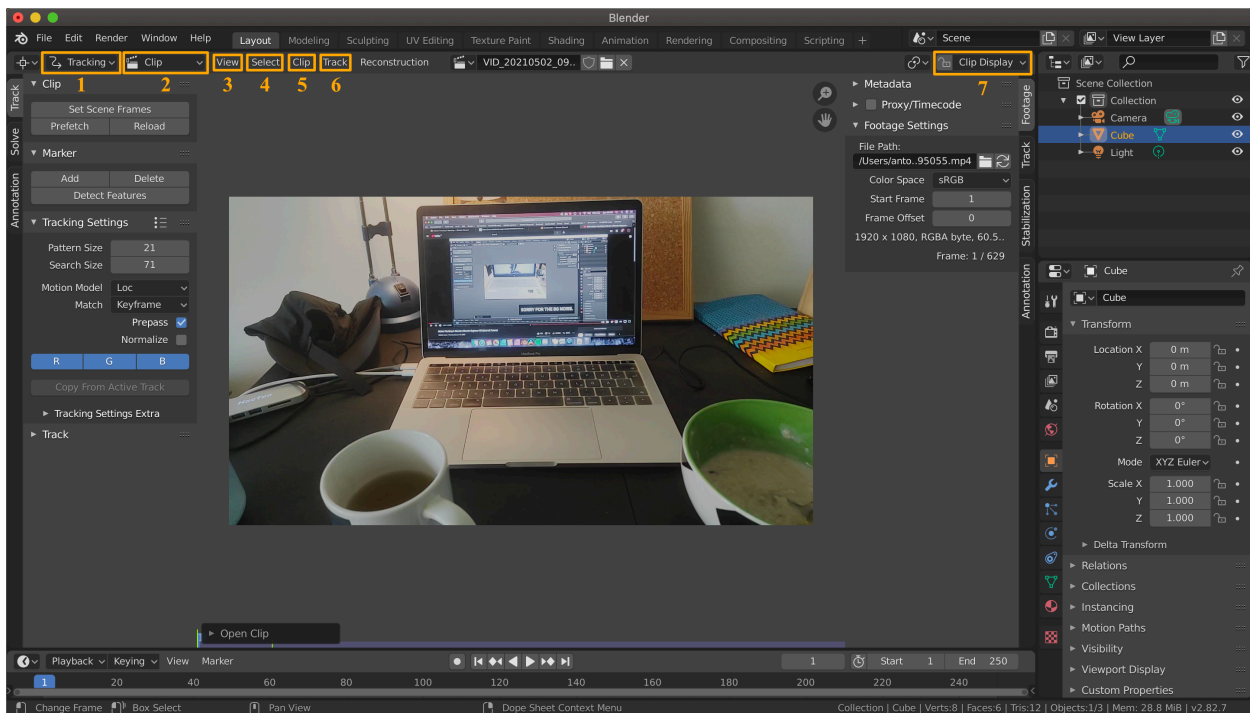 Blender
File Edit Render Window Help Layout Modeling Sculpting UV Editing Texture Paint Shading Animation Rendering Compositing Scripting + Scene View Layer
Tracking Clip View Select Clip Track Reconstruction VID_20210502_09.. Clip Display
1 2 3 4 5 6 7
Track
Solve
Annotation
Clip
Set Scene Frames
Prefetch Reload
Marker
Add Delete
Detect Features
Tracking Settings
Pattern Size 21
Search Size 71
Motion Model Loc
Match Keyframe
Prepass
Normalize
R G B
Copy From Active Track
Tracking Settings Extra
Track
SORRY FOR THE BG NOISE.
MacBook Pro
Metadata
Proxy/Timecode
Footage Settings
File Path:
/Users/anto..95055.mp4
Color Space sRGB
Start Frame 1
Frame Offset 0
1920 x 1080, RGBA byte, 60.5..
Frame: 1 / 629
Footage
Track
Stabilization
Annotation
Scene Collection
Collection
Camera
Cube
Light
Cube
Cube
Transform
Location X 0 m
Y 0 m
Z 0 m
Rotation X 0°
Y 0°
Z 0°
Mode XYZ Euler
Scale X 1.000
Y 1.000
Z 1.000
Delta Transform
Relations
Collections
Instancing
Motion Paths
Visibility
Viewport Display
Custom Properties
Open Clip
Playback Keying View Marker 1 Start 1 End 250
1 20 40 60 80 100 120 140 160 180 200 220 240
Change Frame Box Select Pan View Dope Sheet Context Menu Collection | Cube | Verts:8 | Faces:6 | Tris:12 | Objects:1/3 | Mem: 28.8 MiB | v2.82.7